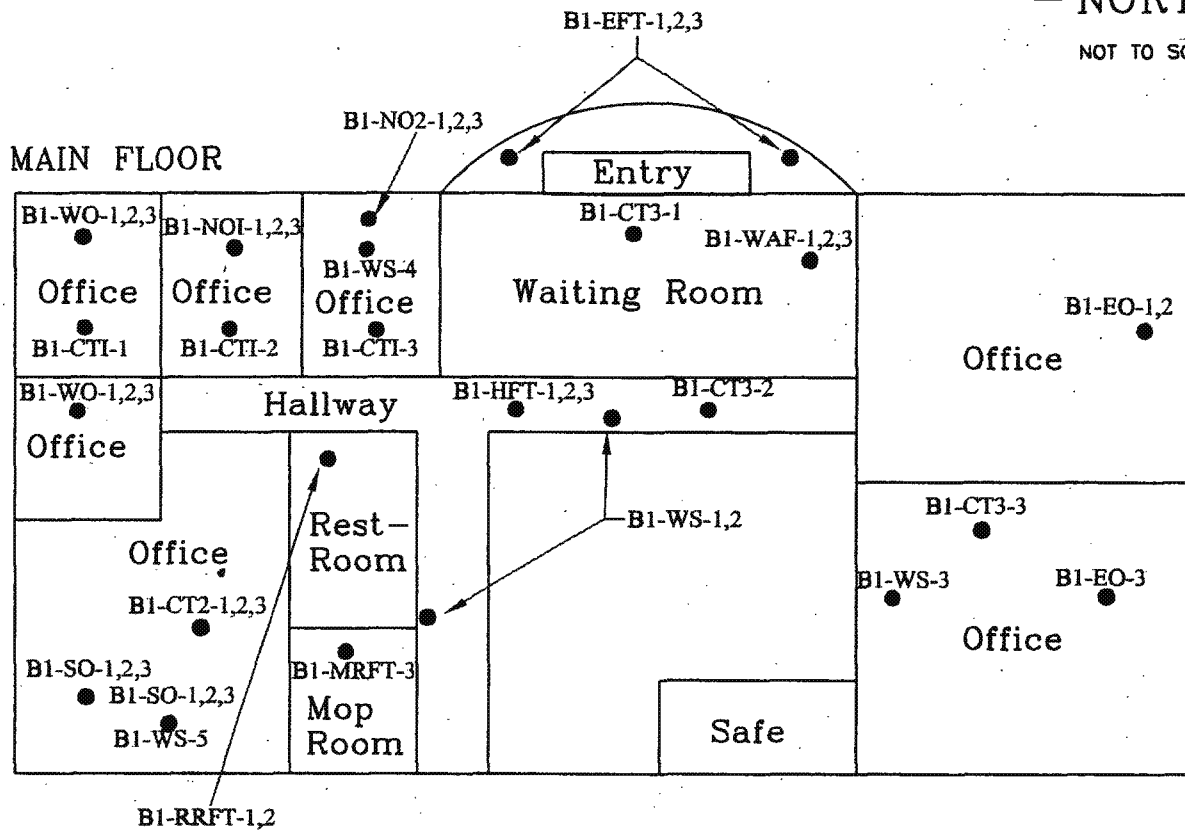 — NORT
NOT TO SC
B1-EFT-1,2,3
B1-NO2-1,2,3
MAIN FLOOR
Entry
B1-WO-1,2,3
B1-NOI-1,2,3
B1-CT3-1
B1-WAF-1,2,3
B1-WS-4
Office
Office
Office
Waiting Room
B1-EO-1,2
B1-CTI-1
B1-CTI-2
B1-CTI-3
Office
B1-WO-1,2,3
Hallway
B1-HFT-1,2,3
B1-CT3-2
Office
B1-CT3-3
B1-WS-1,2
Rest-
Room
Office
B1-WS-3
B1-EO-3
B1-CT2-1,2,3
Office
B1-SO-1,2,3
B1-SO-1,2,3
B1-MRFT-3
B1-WS-5
Mop
Room
Safe
B1-RRFT-1,2